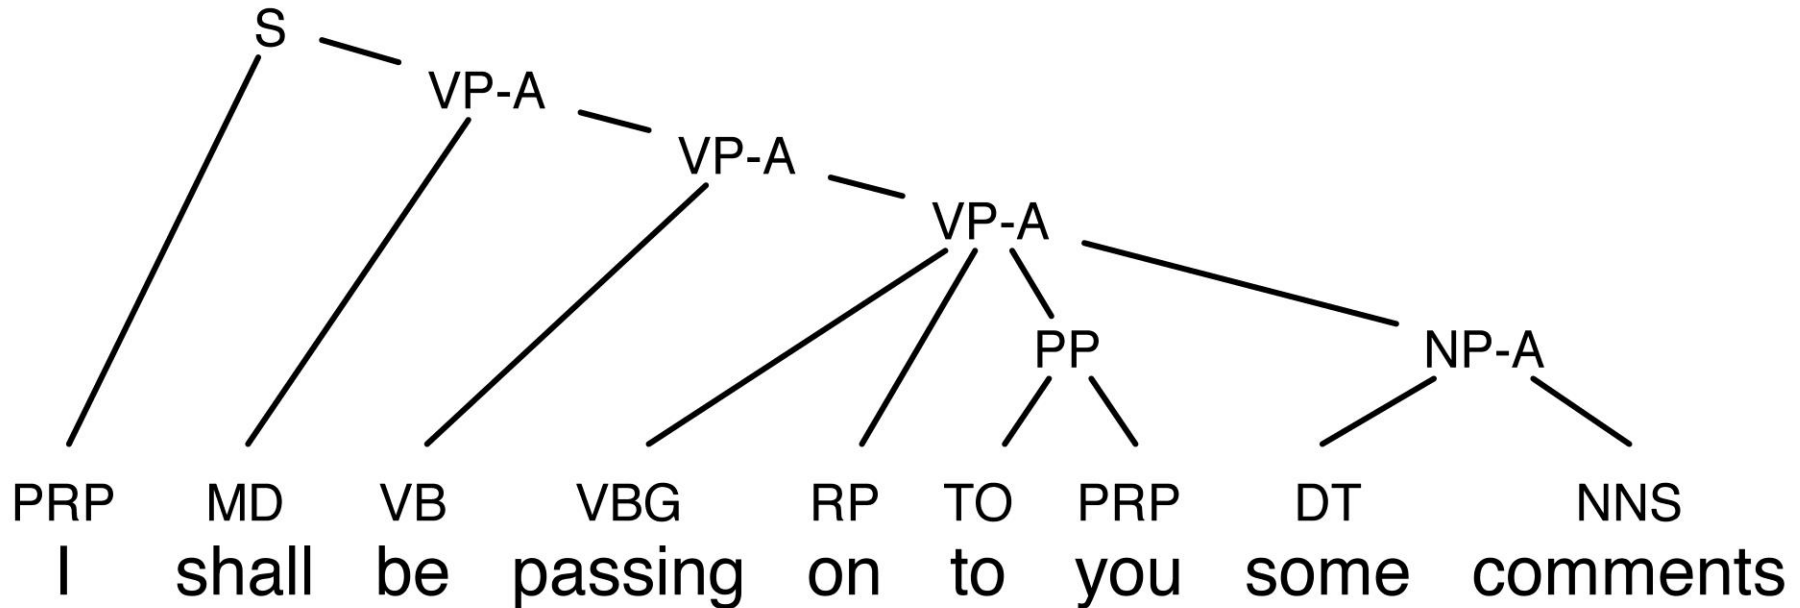 S
VP-A
VP-A
VP-A
PP NP-A
PRP MD VB VBG RP TO PRP DT NNS
I shall be passing on to you some comments